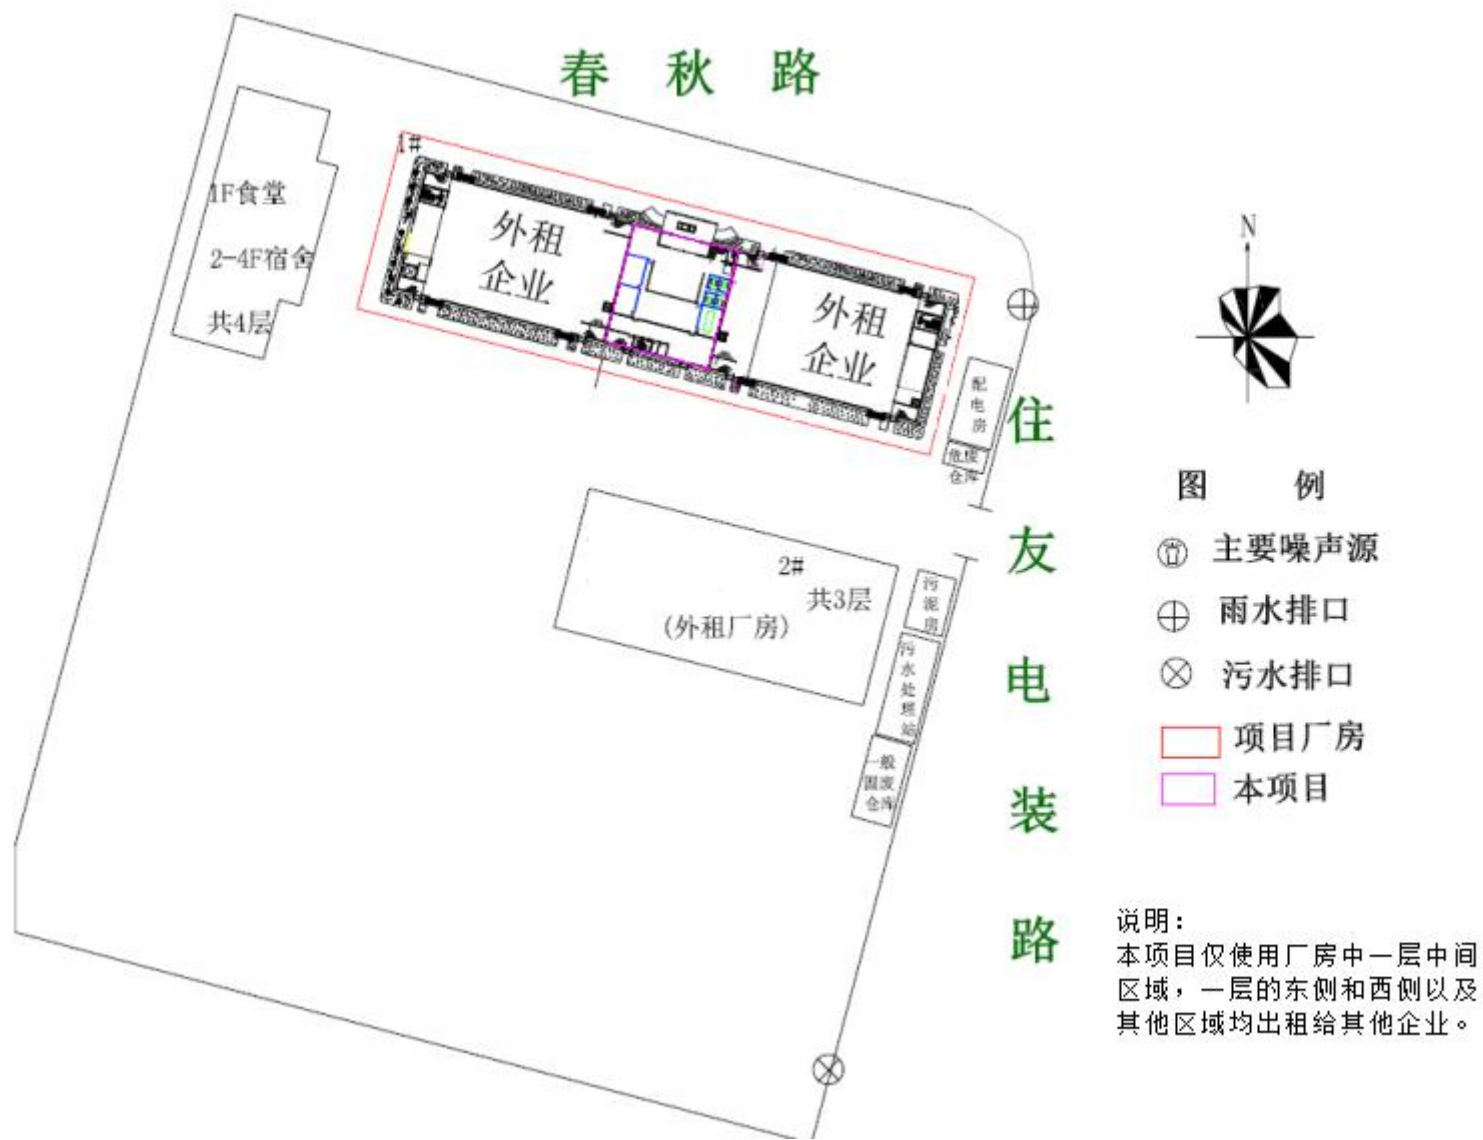 春秋路
1#
1F食堂
2-4F宿舍
共4层
外租
企业
外租
企业
配电房
危废
仓库
住友电装路
2#
共3层
(外租厂房)
污泥房
污水处理站
一般
固废
仓库
N
图 例
主要噪声源
雨水排口
污水排口
项目厂房
本项目
说明：
本项目仅使用厂房中一层中间
区域，一层的东侧和西侧以及
其他区域均出租给其他企业。